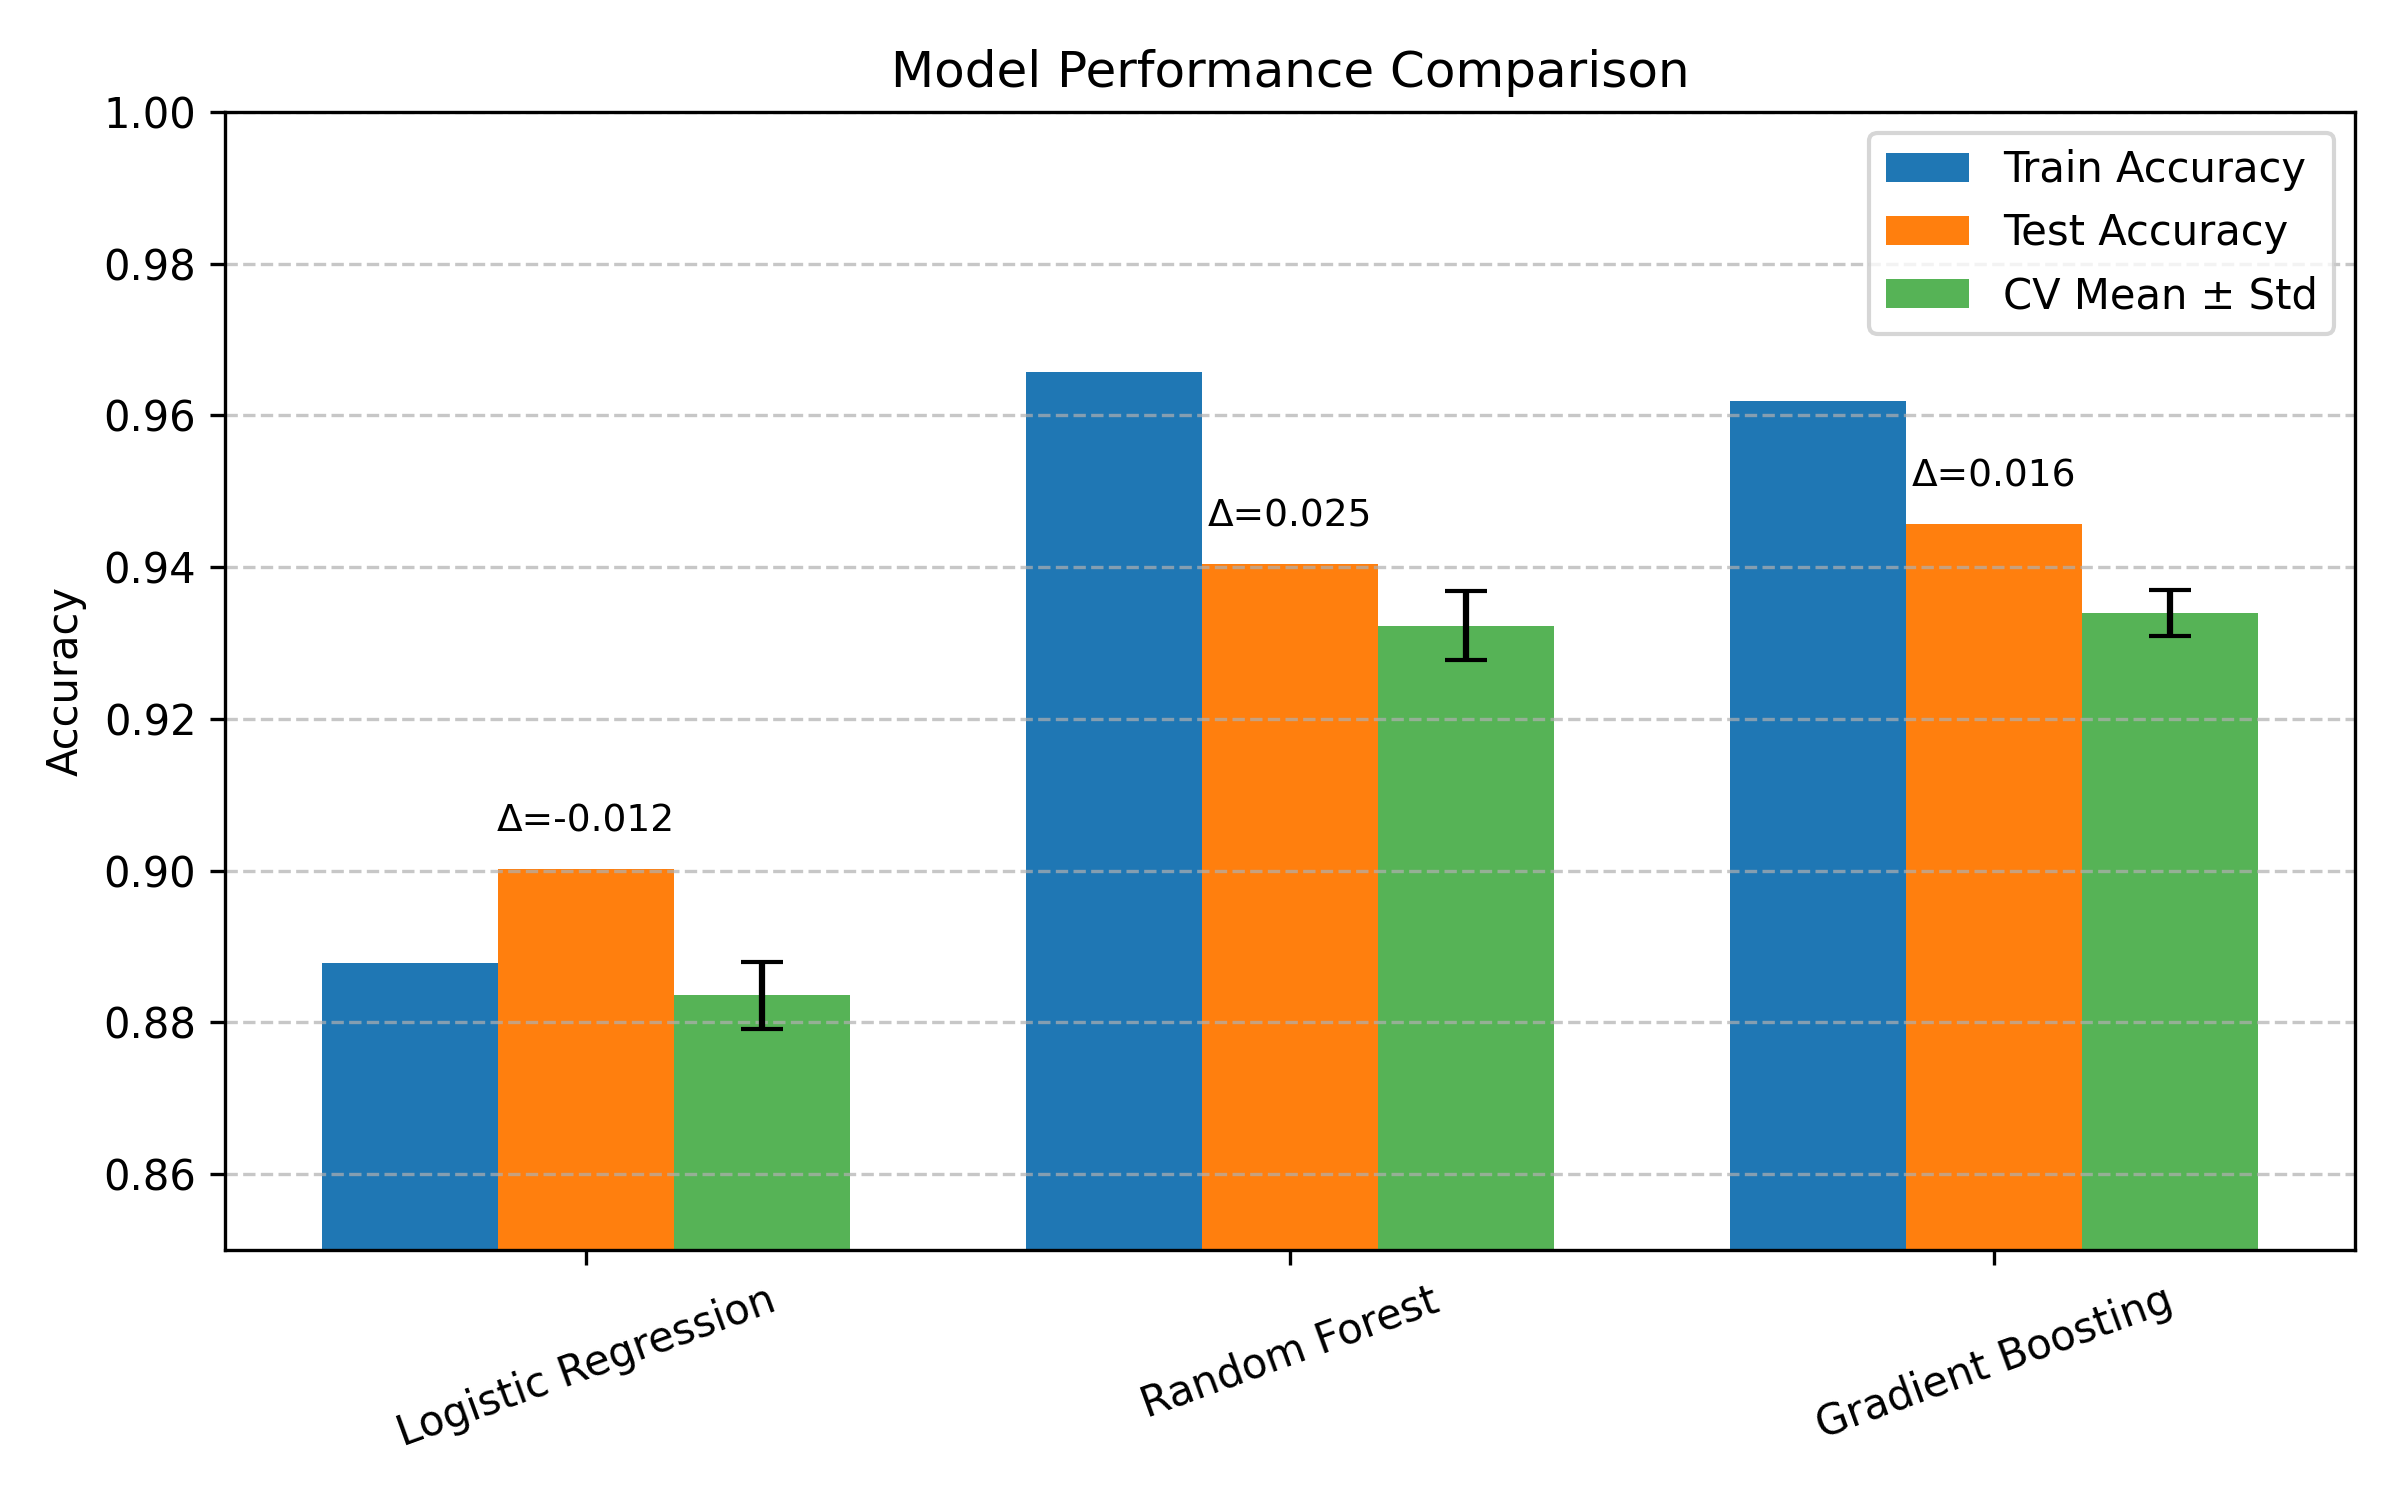 Model Performance Comparison
1.00
0.98
0.96
0.94
0.92
0.90
0.88
0.86
Accuracy
Train Accuracy
Test Accuracy
CV Mean ± Std
Δ=-0.012
Δ=0.025
Δ=0.016
Logistic Regression
Random Forest
Gradient Boosting